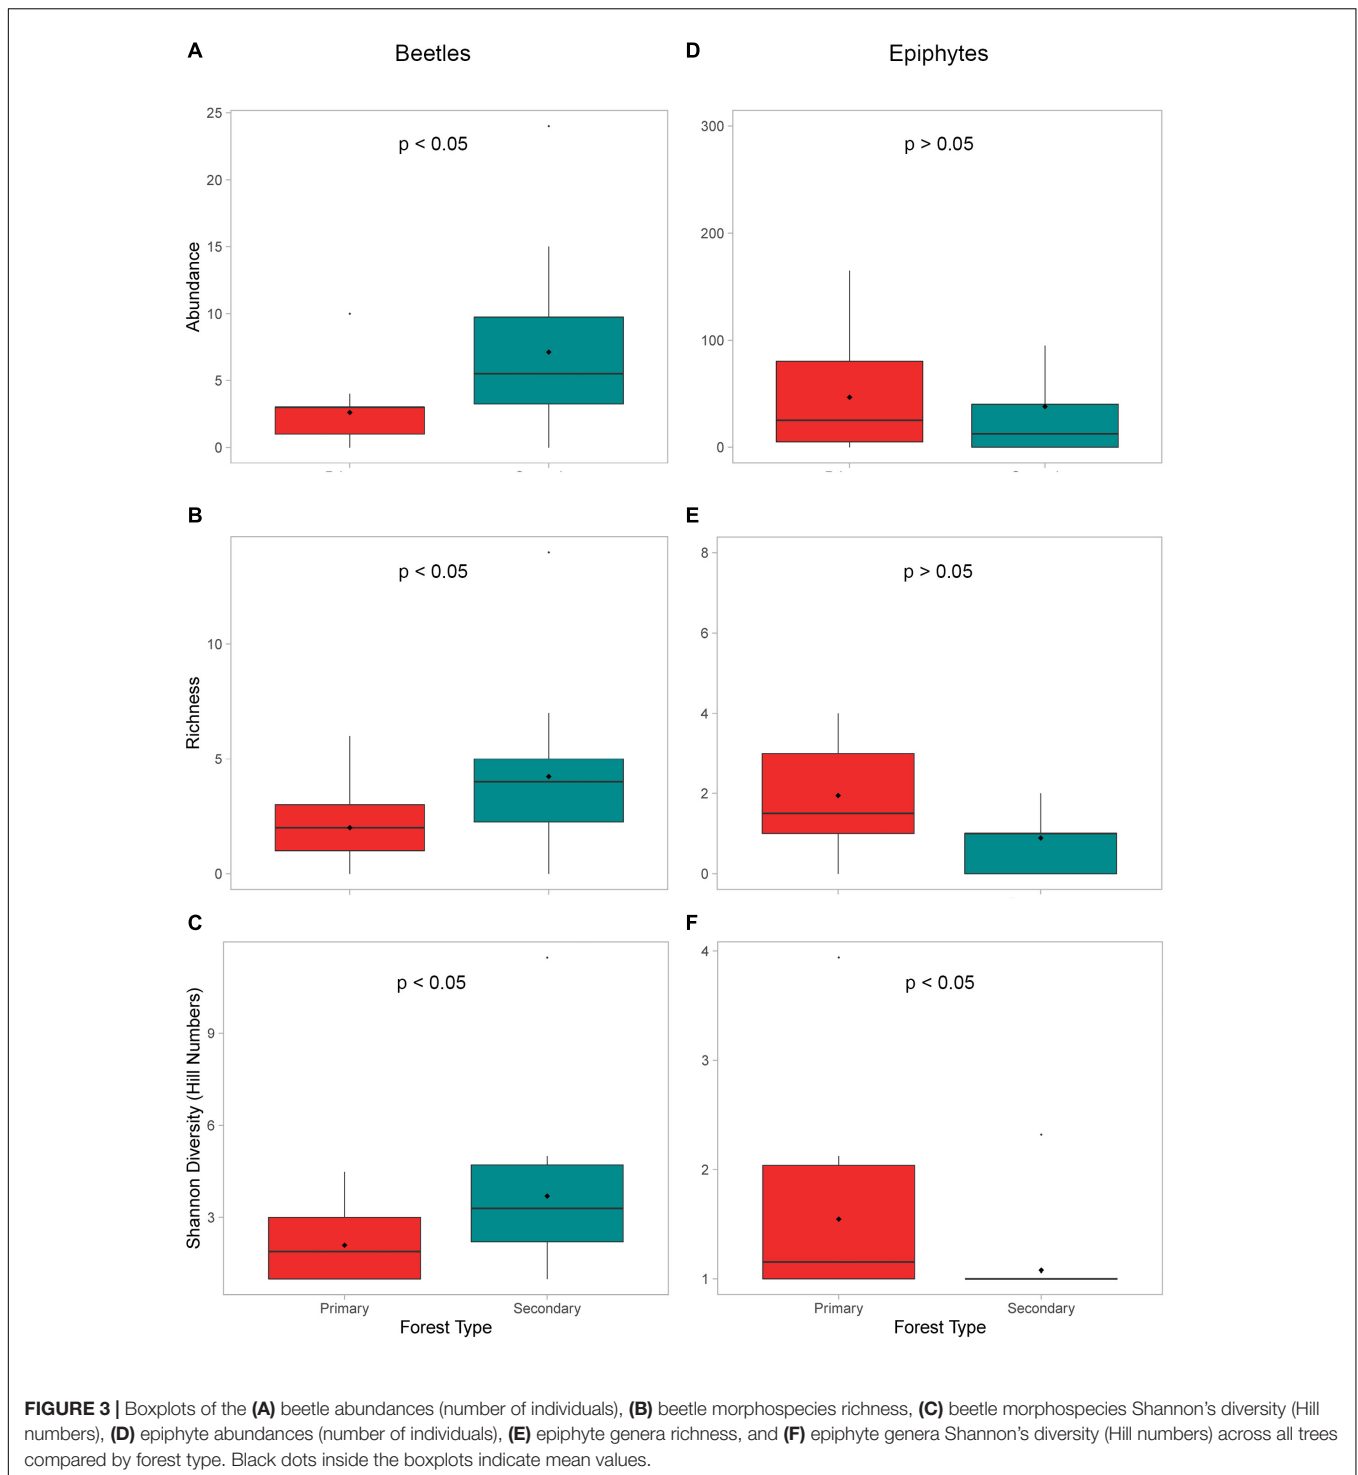 A Beetles D Epiphytes
25
20
15
10
5
0
Abundance
p < 0.05
300
200
100
0
p > 0.05
B E
10
5
0
Richness
p < 0.05
8
6
4
2
0
p > 0.05
C F
9
6
3
Shannon Diversity (Hill Numbers)
p < 0.05
4
3
2
1
p < 0.05
Primary Secondary Primary Secondary
Forest Type Forest Type
FIGURE 3 | Boxplots of the (A) beetle abundances (number of individuals), (B) beetle morphospecies richness, (C) beetle morphospecies Shannon's diversity (Hill
numbers), (D) epiphyte abundances (number of individuals), (E) epiphyte genera richness, and (F) epiphyte genera Shannon's diversity (Hill numbers) across all trees
compared by forest type. Black dots inside the boxplots indicate mean values.